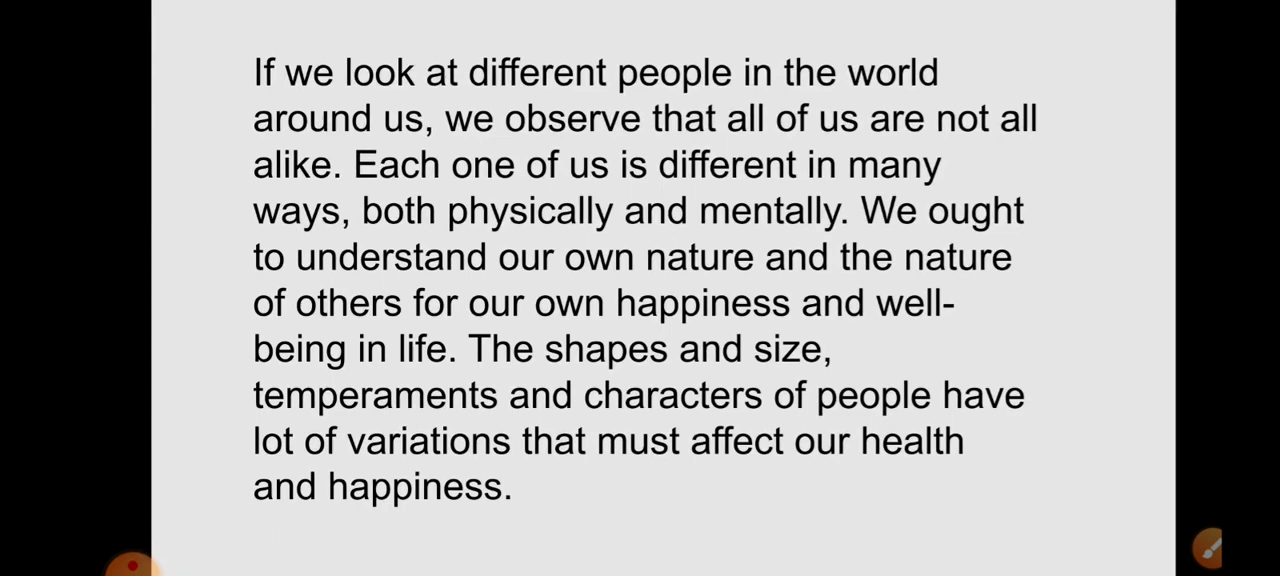 If we look at different people in the world
around us, we observe that all of us are not all
alike. Each one of us is different in many
ways, both physically and mentally. We ought
to understand our own nature and the nature
of others for our own happiness and well-
being in life. The shapes and size,
temperaments and characters of people have
lot of variations that must affect our health
and happiness.